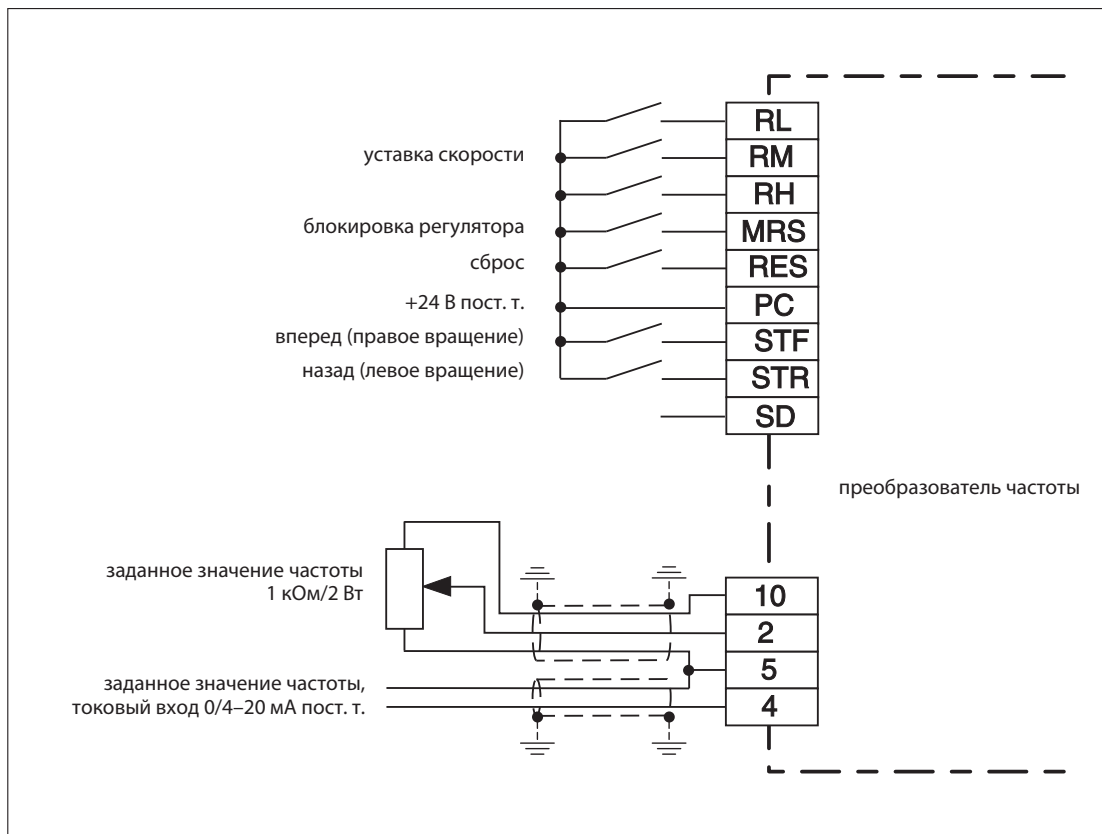 RL
уставка скорости
RM
RH
блокировка регулятора
MRS
сброс
RES
+24 В пост. т.
PC
вперед (правое вращение)
STF
назад (левое вращение)
STR
SD
преобразователь частоты
заданное значение частоты
1 кОм/2 Вт
10
2
5
заданное значение частоты,
токовый вход 0/4–20 мА пост. т.
4